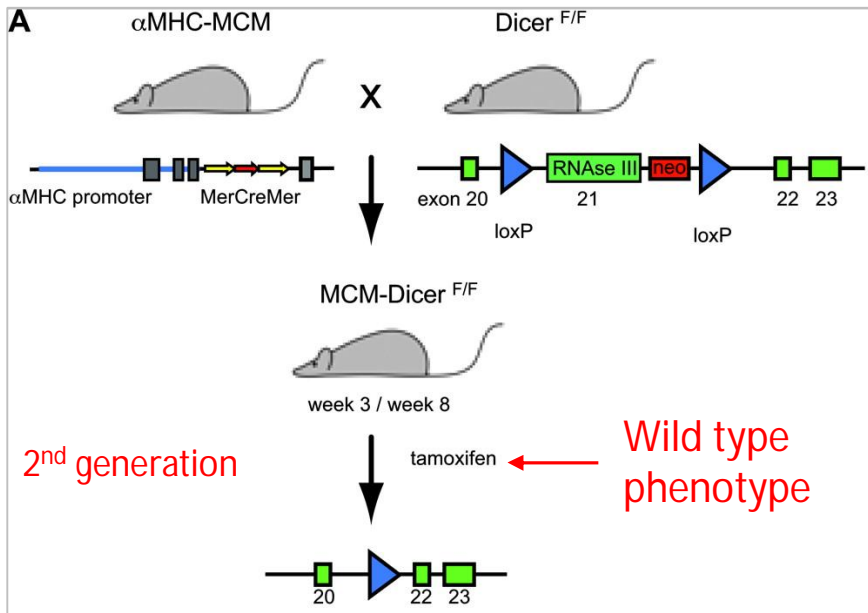 A
αMHC-MCM
Dicer F/F
X
αMHC promoter
MerCreMer
exon 20
RNAse III
neo
21
22
23
loxP
loxP
MCM-Dicer F/F
week 3 / week 8
2nd generation
tamoxifen
Wild type
phenotype
20
22
23